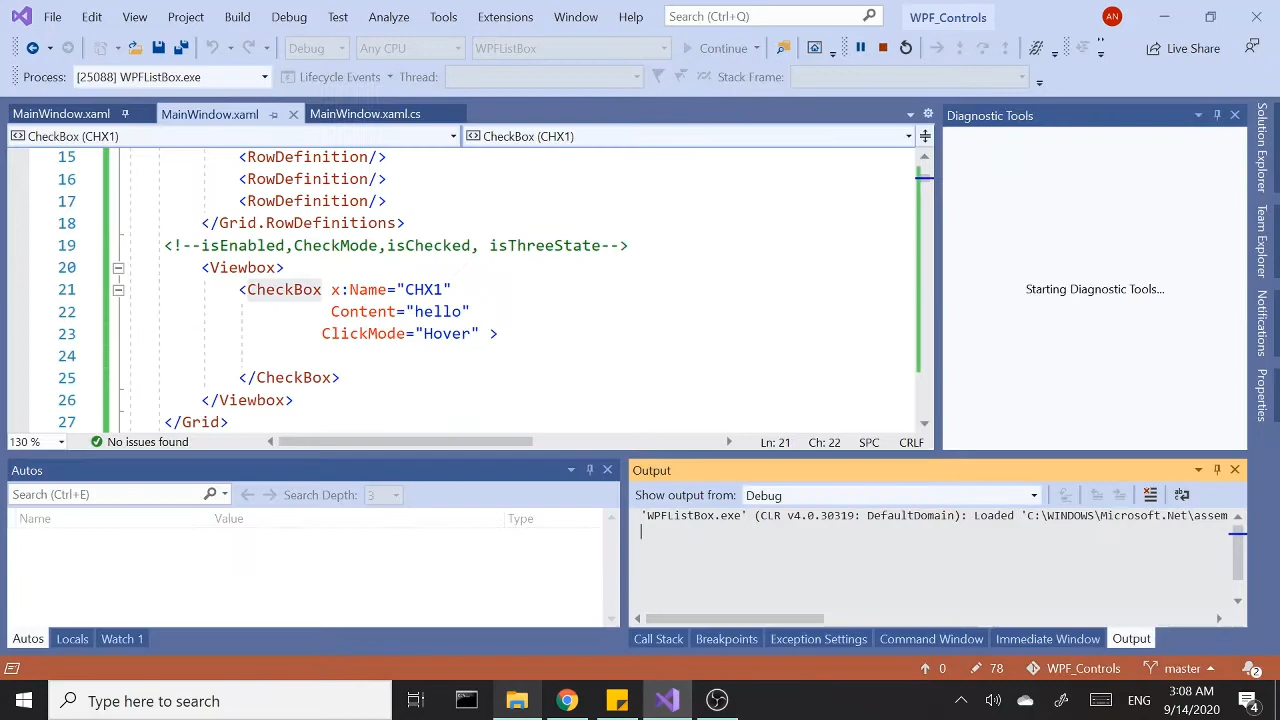 File Edit View Project Build Debug Test Analyze Tools Extensions Window Help Search (Ctrl+Q) WPF_Controls AN
Debug Any CPU WPFListBox Continue Live Share
Process: [25088] WPFListBox.exe Lifecycle Events Thread: Stack Frame:
MainWindow.xaml MainWindow.xaml MainWindow.xaml.cs
CheckBox (CHX1) CheckBox (CHX1)
15 <RowDefinition/>
16 <RowDefinition/>
17 <RowDefinition/>
18 </Grid.RowDefinitions>
19 <!--isEnabled,CheckMode,isChecked, isThreeState-->
20 <Viewbox>
21 <CheckBox x:Name="CHX1"
22 Content="hello"
23 ClickMode="Hover" >
24
25 </CheckBox>
26 </Viewbox>
27 </Grid>
130 % No issues found Ln: 21 Ch: 22 SPC CRLF
Diagnostic Tools
Starting Diagnostic Tools...
Solution Explorer
Team Explorer
Notifications
Properties
Autos
Search (Ctrl+E) Search Depth: 3
Name Value Type
Autos Locals Watch 1
Output
Show output from: Debug
'WPFListBox.exe' (CLR v4.0.30319: DefaultDomain): Loaded 'C:\WINDOWS\Microsoft.Net\assem
Call Stack Breakpoints Exception Settings Command Window Immediate Window Output
0 78 WPF_Controls master 2
Type here to search ENG
:08 AM
9/14/2020 4